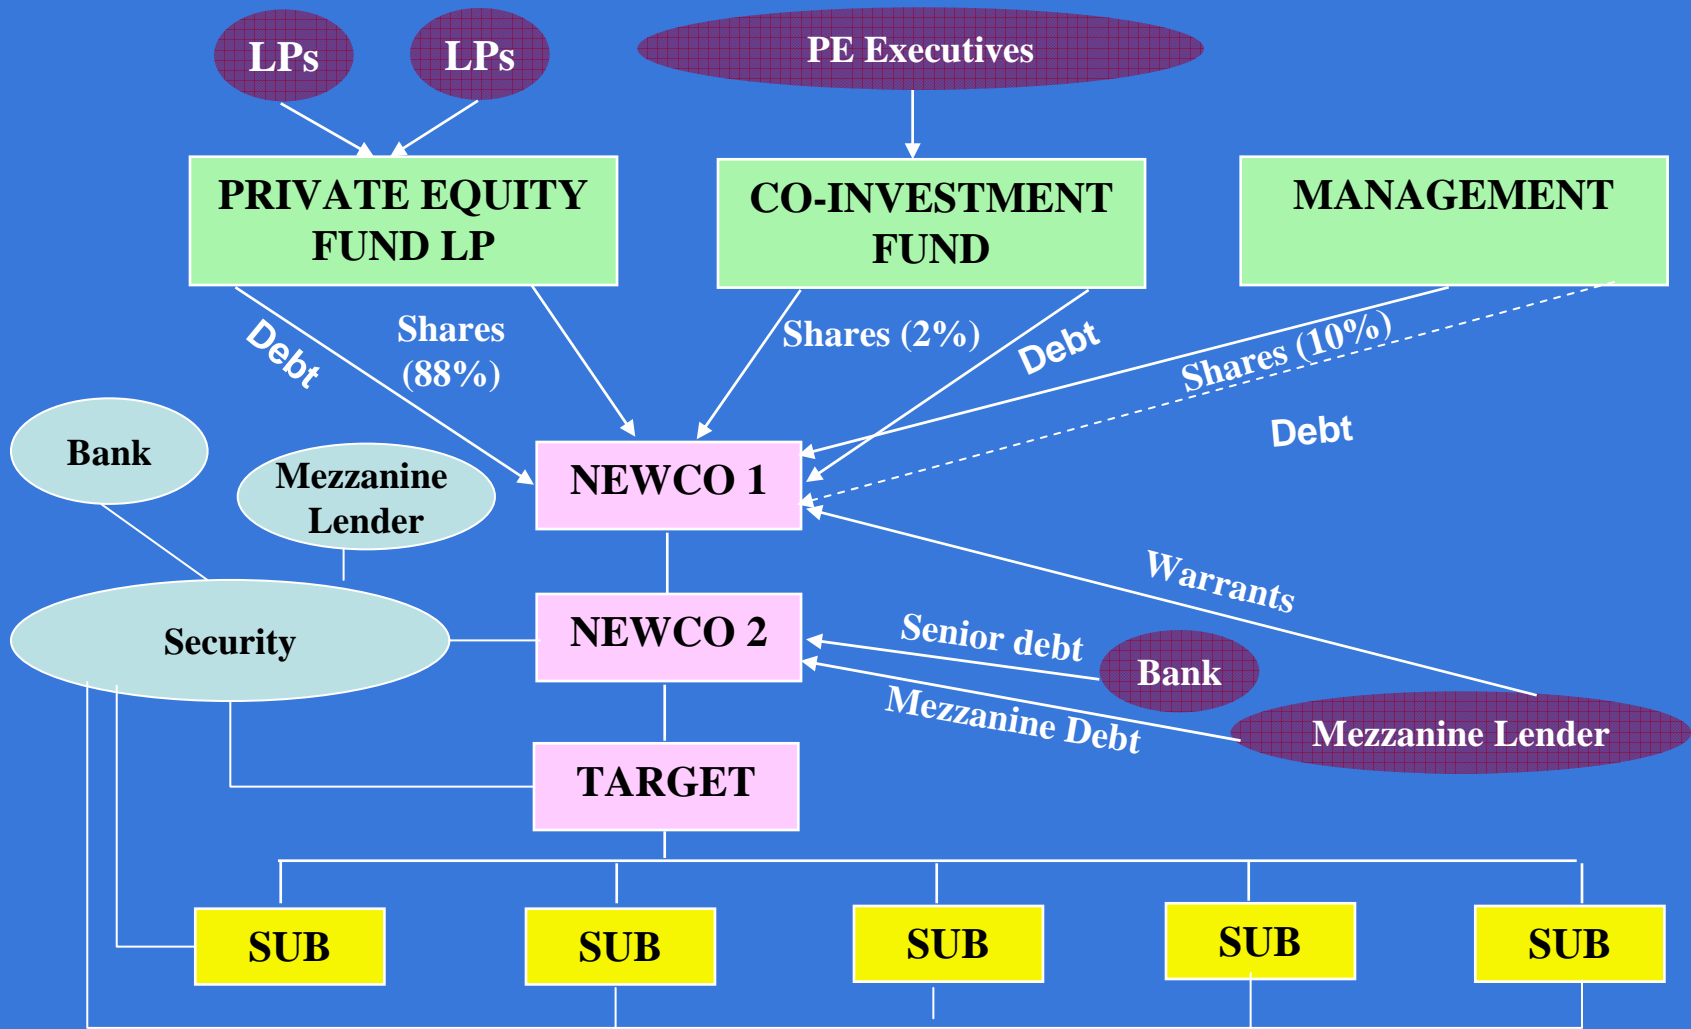 LPs
LPs
PE Executives
PRIVATE EQUITY
FUND LP
CO-INVESTMENT
FUND
MANAGEMENT
Debt
Shares
(88%)
Shares (2%)
Debt
Shares (10%)
Debt
Bank
Mezzanine
Lender
NEWCO 1
Warrants
Security
NEWCO 2
Senior debt
Bank
Mezzanine Debt
Mezzanine Lender
TARGET
SUB
SUB
SUB
SUB
SUB